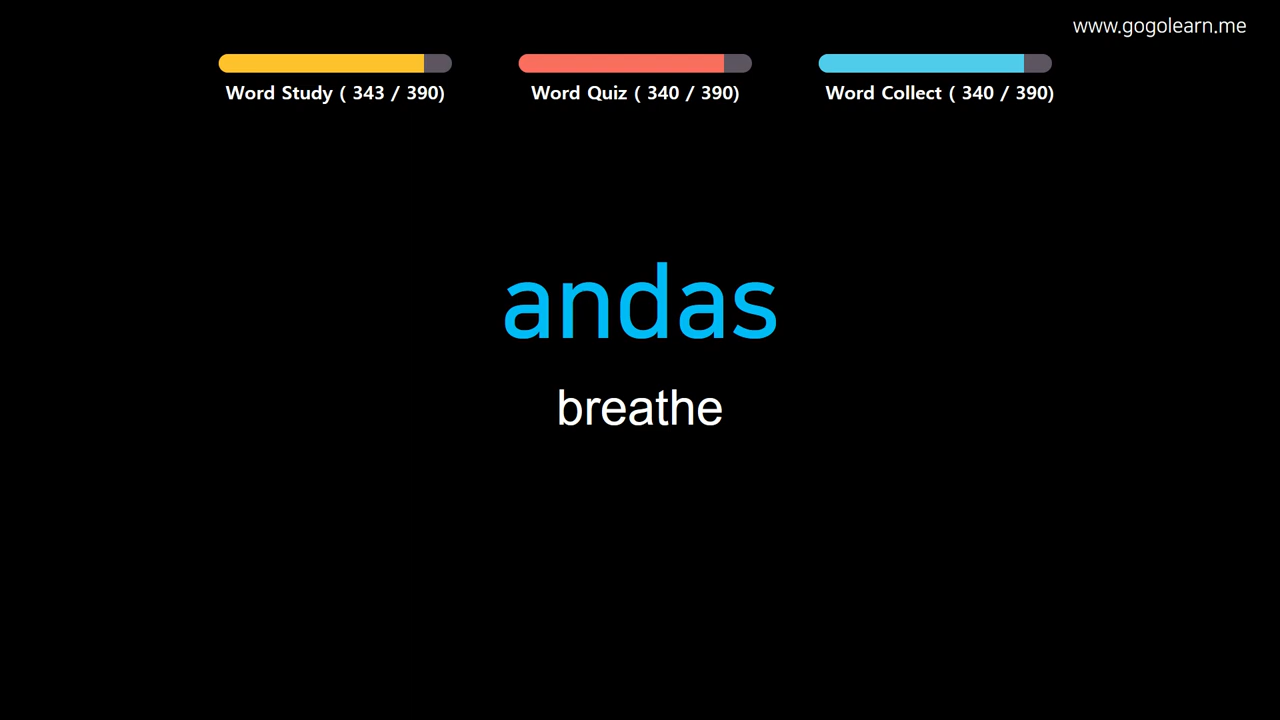 www.gogolearn.me
Word Study ( 343 / 390)
Word Quiz ( 340 / 390)
Word Collect ( 340 / 390)
andas
breathe